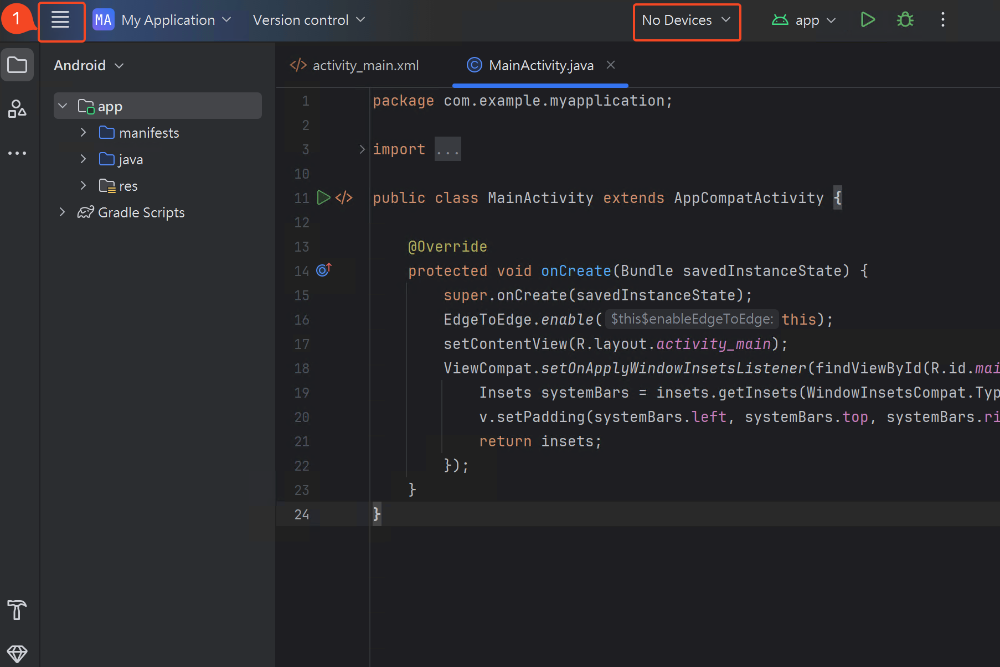 1
MA My Application Version control No Devices app
Android
activity_main.xml MainActivity.java
app
manifests
java
res
Gradle Scripts
1 package com.example.myapplication;
2
3 import ...
10
11 public class MainActivity extends AppCompatActivity {
12
13 @Override
14 protected void onCreate(Bundle savedInstanceState) {
15 super.onCreate(savedInstanceState);
16 EdgeToEdge.enable( $this$enableEdgeToEdge: this);
17 setContentView(R.layout.activity_main);
18 ViewCompat.setOnApplyWindowInsetsListener(findViewById(R.id.mai
19 Insets systemBars = insets.getInsets(WindowInsetsCompat.Typ
20 v.setPadding(systemBars.left, systemBars.top, systemBars.ri
21 return insets;
22 });
23 }
24 }